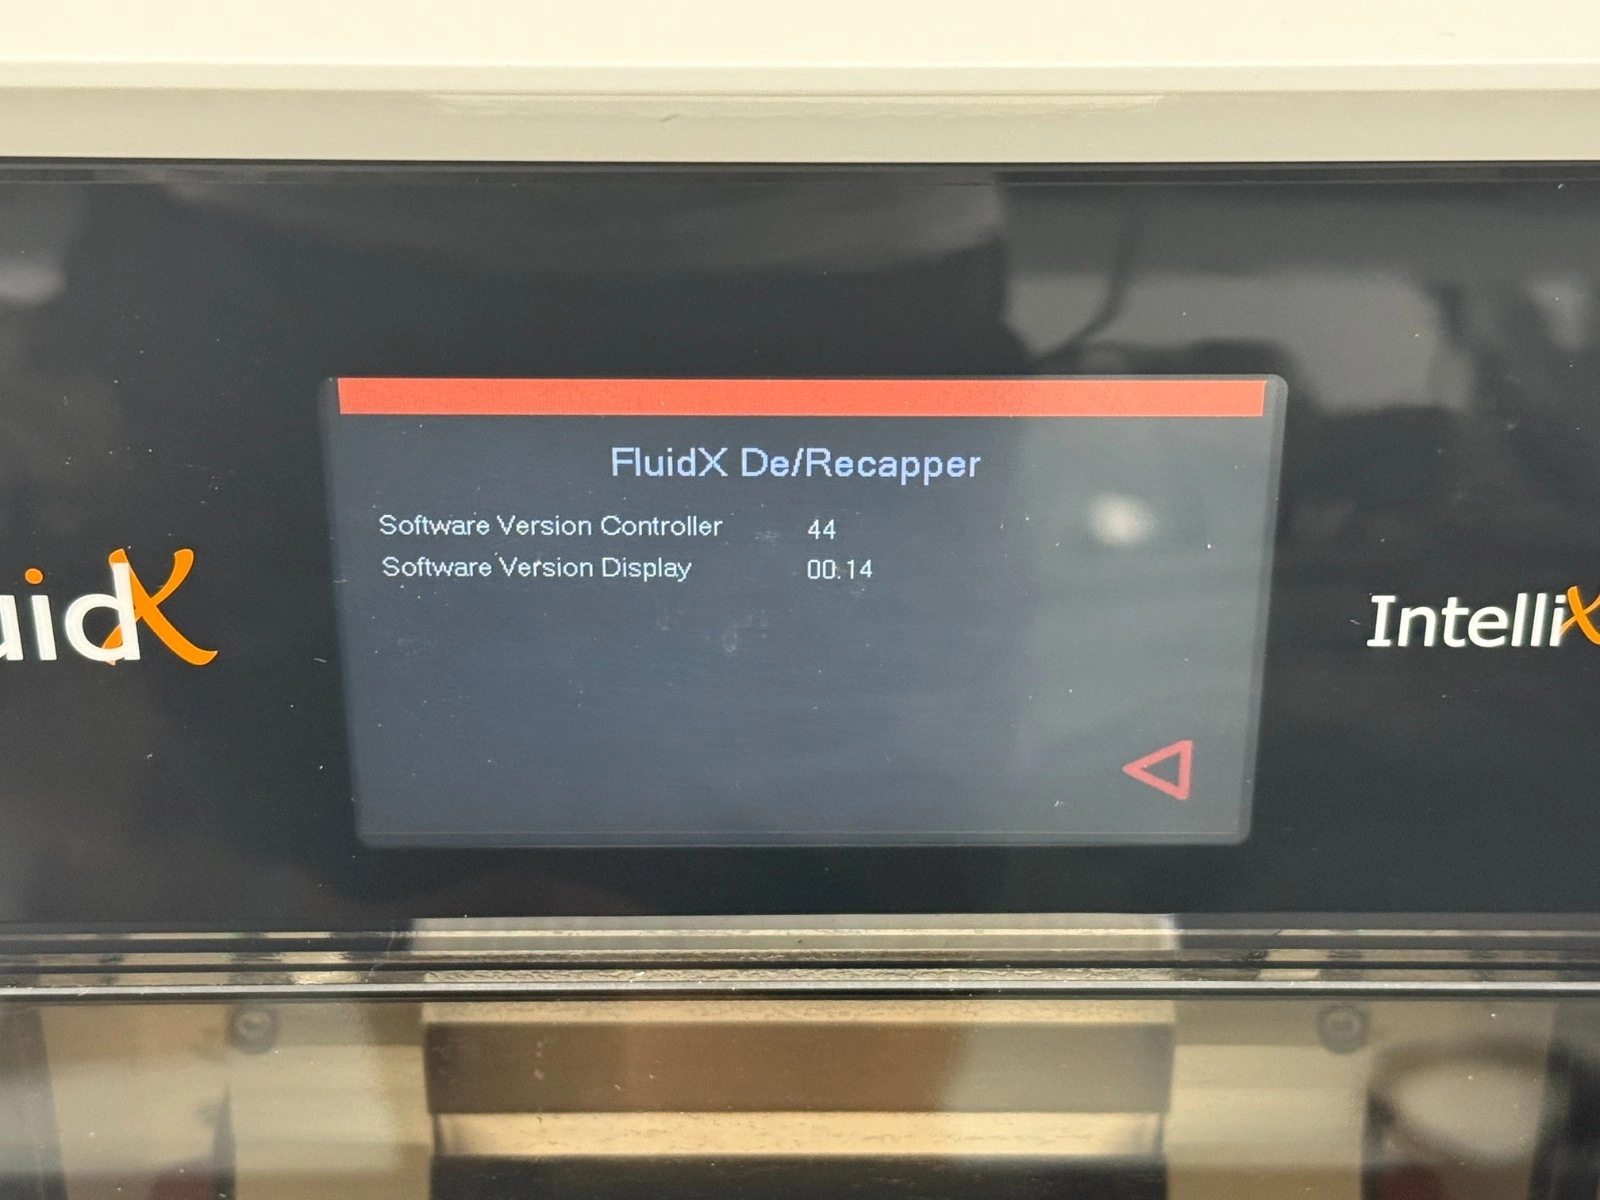 FluidX De/Recapper
Software Version Controller 44
Software Version Display 00.14
uidX
IntelliX